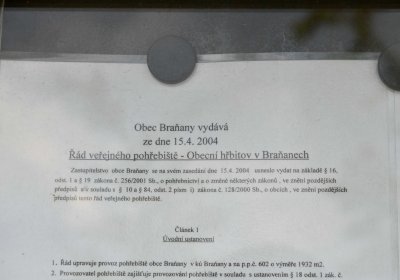 Obec Braňany vydává
ze dne 15.4. 2004
Řád veřejného pohřebiště - Obecní hřbitov v Braňanech
Zastupitelstvo obce Braňany se na svém zasedání dne 15.4. 2004 usneslo vydat na základě § 16,
odst. 1 a § 19 zákona č. 256/2001 Sb., o pohřebnictví a o změně některých zákonů , ve znění pozdějších
předpisů a v souladu s § 10 a § 84, odst. 2 písm i) zákona č. 128/2000 Sb., o obcích , ve znění pozdějších
předpisů tento řád veřejného pohřebiště.
Článek 1
Úvodní ustanovení
1. Řád upravuje provoz pohřebiště obce Braňany v kú Braňany a na p.p.č. 602 o výměře 1932 m2.
2. Provozovatel pohřebiště zajišťuje provozování pohřebiště v souladu s ustanovením § 18 odst. 1 zák. č.